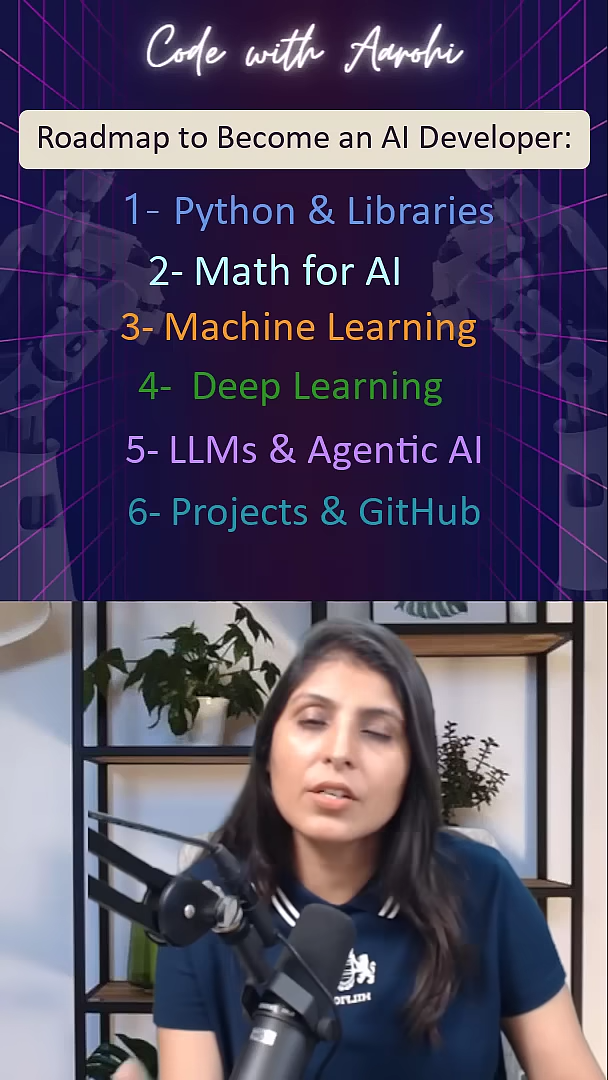 Code with Aarohi
Roadmap to Become an AI Developer:
1- Python & Libraries
2- Math for AI
3- Machine Learning
4- Deep Learning
5- LLMs & Agentic AI
6- Projects & GitHub